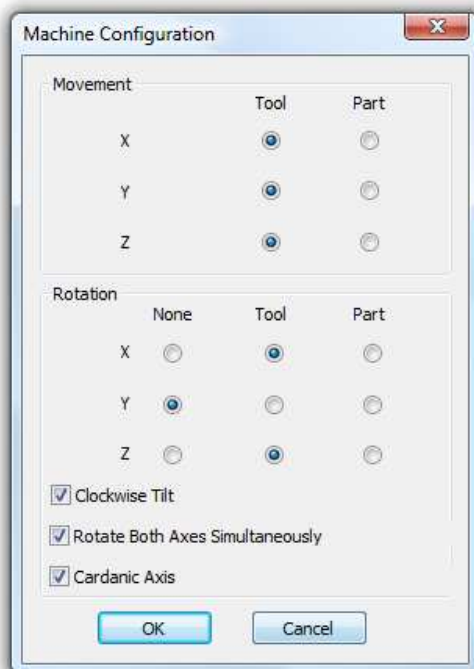 Machine Configuration
Movement
Tool Part
X
Y
Z
Rotation
None Tool Part
X
Y
Z
Clockwise Tilt
Rotate Both Axes Simultaneously
Cardanic Axis
OK Cancel